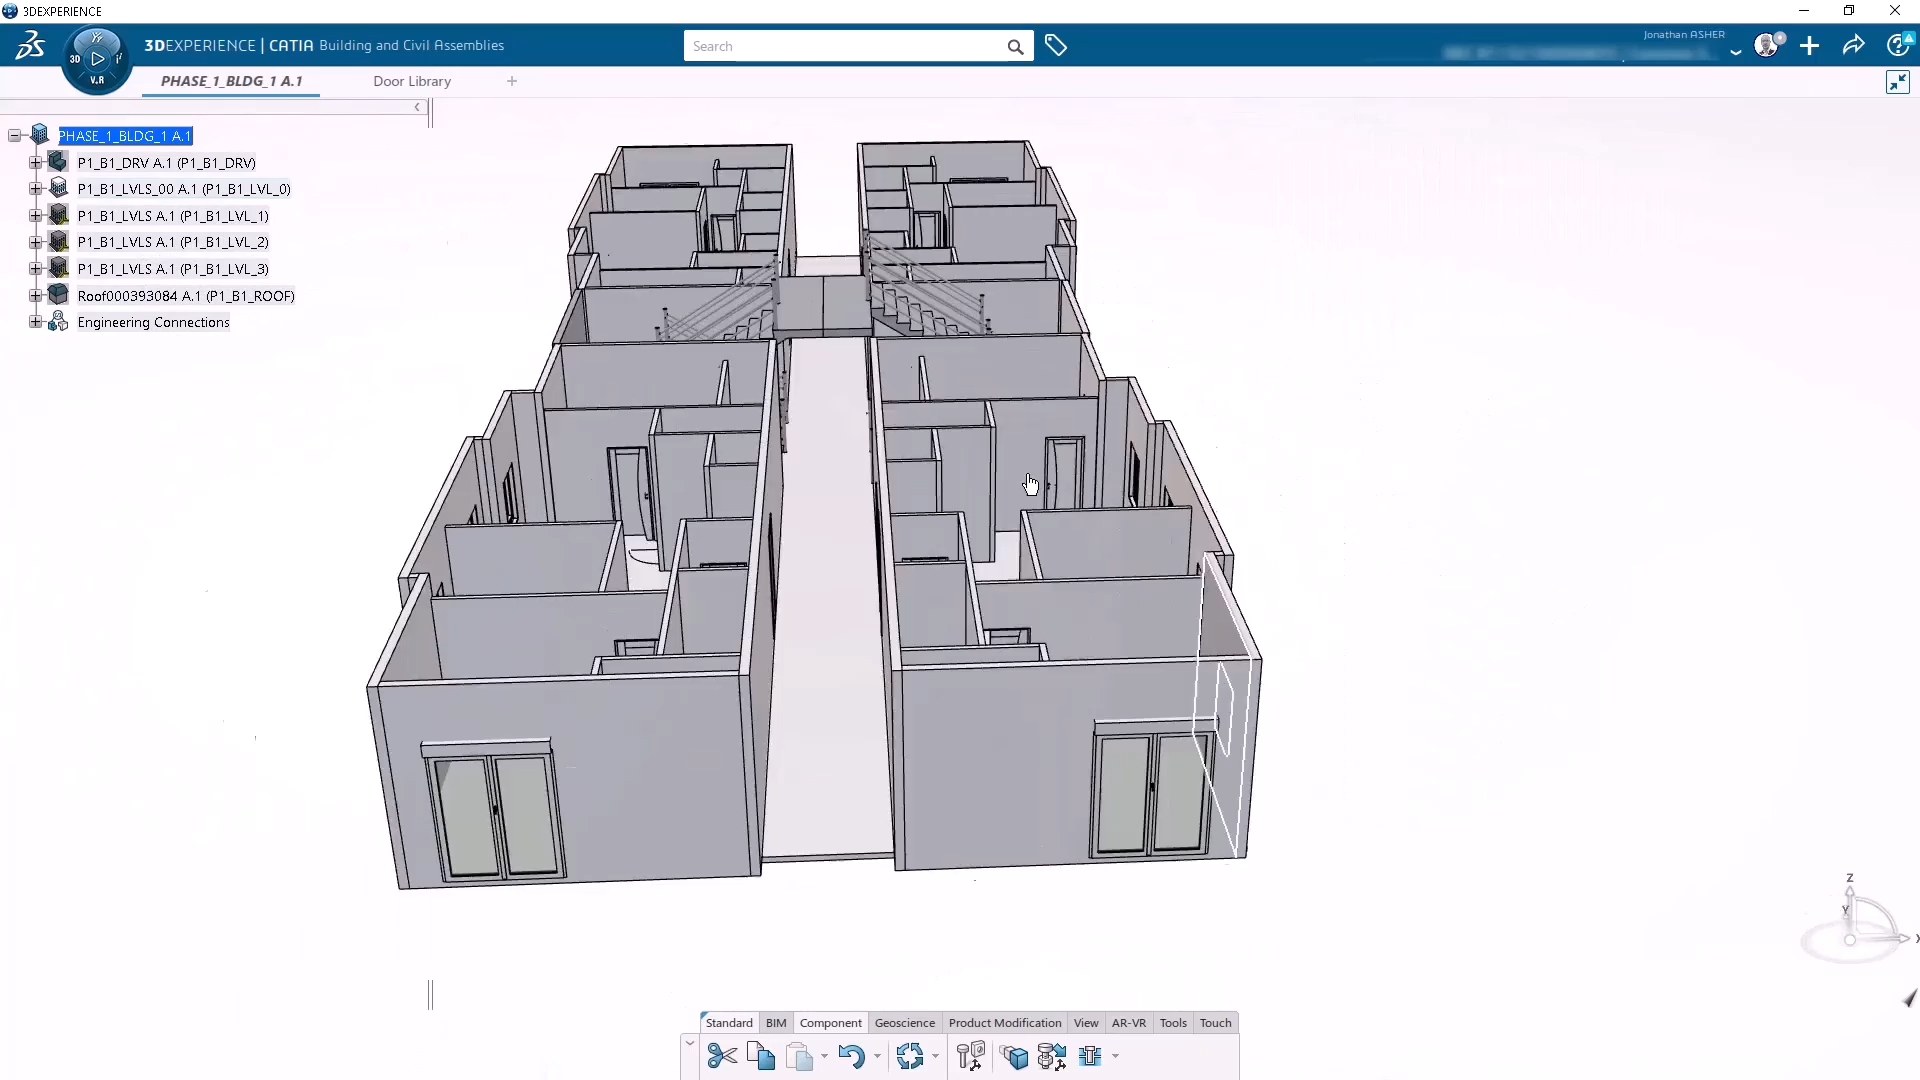 3DEXPERIENCE
3DEXPERIENCE | CATIA Building and Civil Assemblies
Search
Jonathan ASHER
3D
V.R
PHASE_1_BLDG_1 A.1
Door Library
PHASE_1_BLDG_1 A.1
P1_B1_DRV A.1 (P1_B1_DRV)
P1_B1_LVLS_00 A.1 (P1_B1_LVL_0)
P1_B1_LVLS A.1 (P1_B1_LVL_1)
P1_B1_LVLS A.1 (P1_B1_LVL_2)
P1_B1_LVLS A.1 (P1_B1_LVL_3)
Roof000393084 A.1 (P1_B1_ROOF)
Engineering Connections
Z
Y
X
Standard BIM Component Geoscience Product Modification View AR-VR Tools Touch